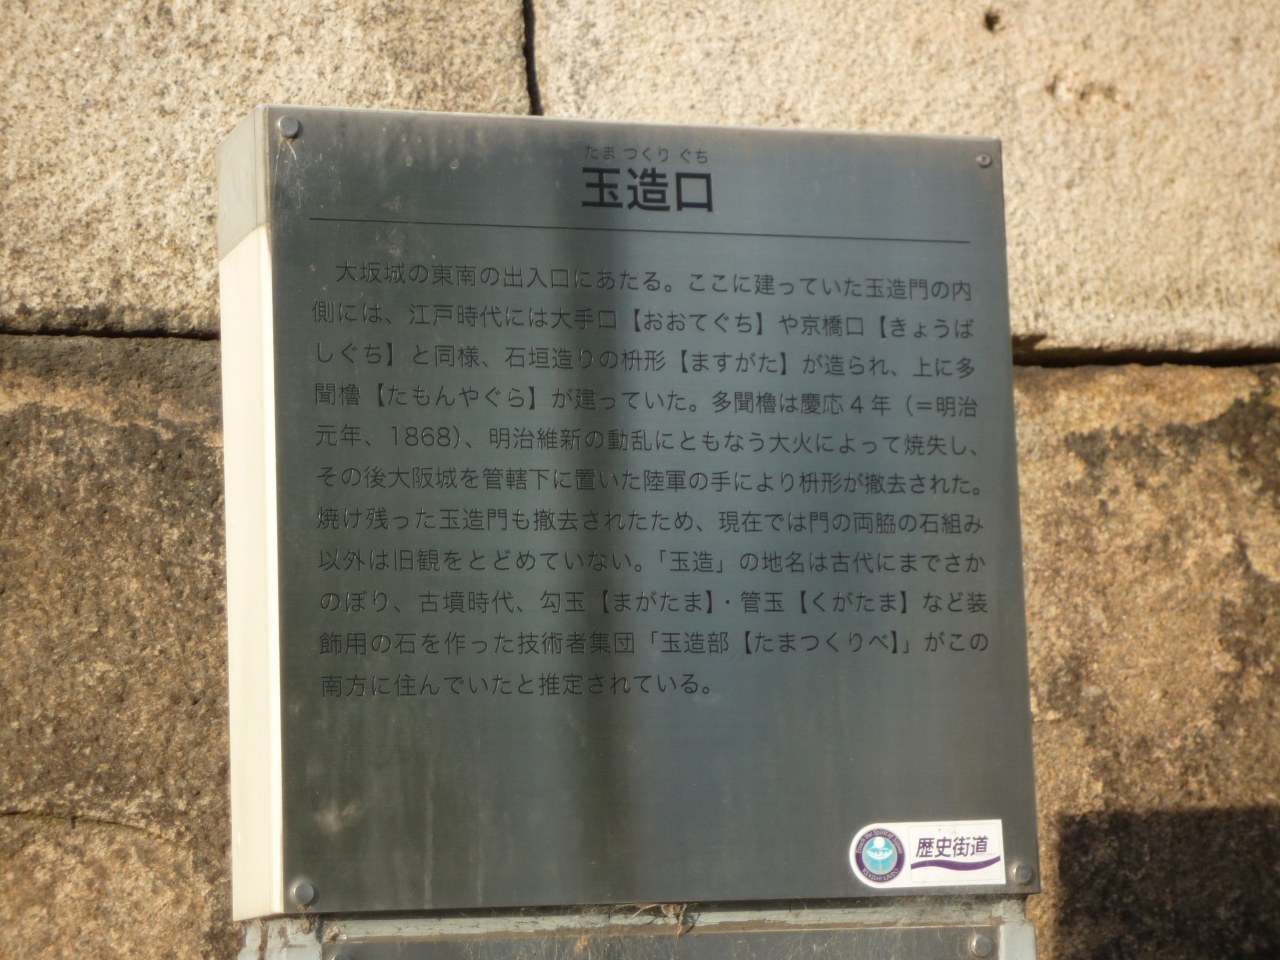 たま つくり ぐち
玉造口
大坂城の東南の出入口にあたる。ここに建っていた玉造門の内
側には、江戸時代には大手口【おおてぐち】や京橋口【きょうば
しぐち】と同様、石垣造りの枡形【ますがた】が造られ、上に多
聞櫓【たもんやぐら】が建っていた。多聞櫓は慶応4年（＝明治
元年、1868）、明治維新の動乱にともなう大火によって焼失し、
その後大阪城を管轄下に置いた陸軍の手により枡形が撤去された。
焼け残った玉造門も撤去されたため、現在では門の両脇の石組み
以外は旧観をとどめていない。「玉造」の地名は古代にまでさか
のぼり、古墳時代、勾玉【まがたま】・管玉【くがたま】など装
飾用の石を作った技術者集団「玉造部【たまつくりべ】」がこの
南方に住んでいたと推定されている。
歴史街道